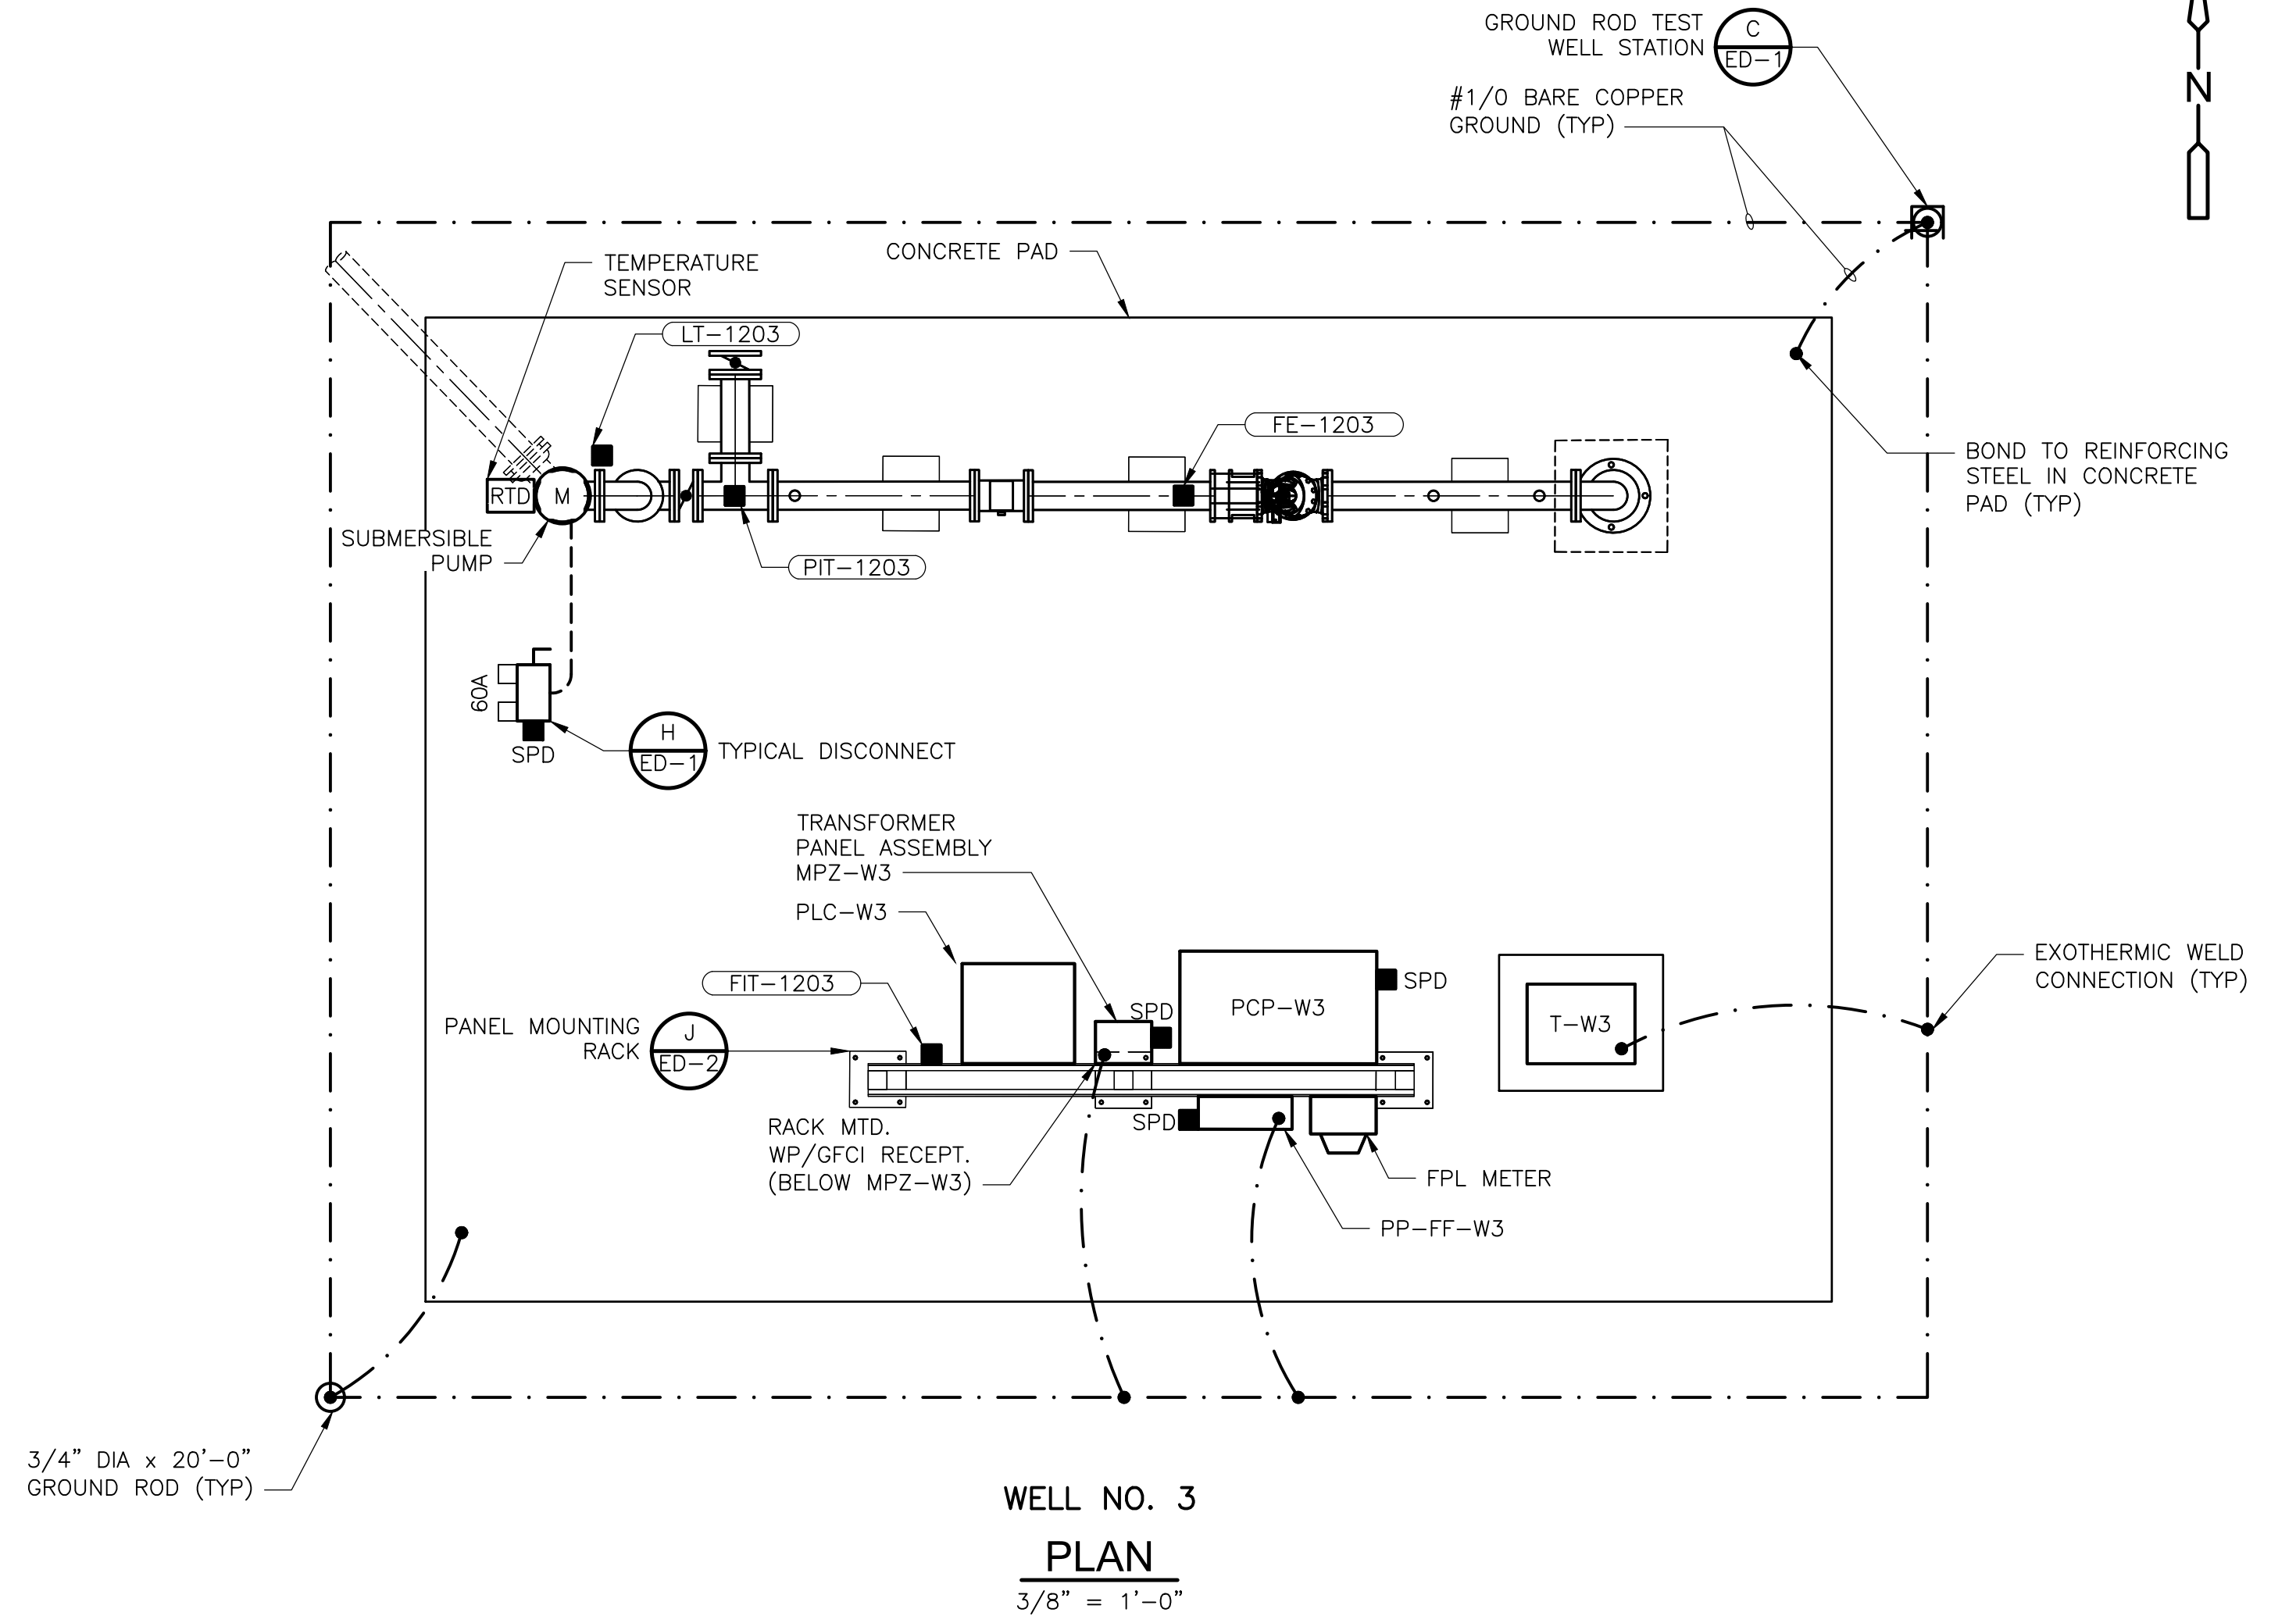 GROUND ROD TEST
WELL STATION
C
ED-1
N
#1/0 BARE COPPER
GROUND (TYP)
CONCRETE PAD
TEMPERATURE
SENSOR
LT-1203
FE-1203
BOND TO REINFORCING
STEEL IN CONCRETE
PAD (TYP)
RTD
M
SUBMERSIBLE
PUMP
PIT-1203
60A
SPD
H
ED-1
TYPICAL DISCONNECT
TRANSFORMER
PANEL ASSEMBLY
MPZ-W3
PLC-W3
FIT-1203
SPD
PCP-W3
SPD
T-W3
EXOTHERMIC WELD
CONNECTION (TYP)
PANEL MOUNTING
RACK
J
ED-2
RACK MTD.
WP/GFCI RECEPT.
(BELOW MPZ-W3)
SPD
FPL METER
PP-FF-W3
3/4" DIA x 20'-0"
GROUND ROD (TYP)
WELL NO. 3
PLAN
3/8" = 1'-0"